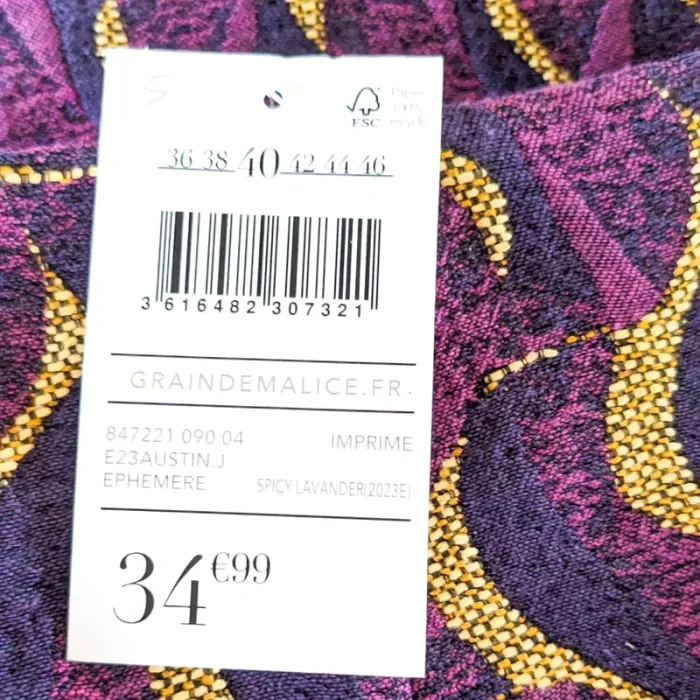 FSC
Papier
100%
recyclé
36 38 40 42 44 46
3 616482 307321
GRAINDEMALICE.FR
847221 090 04
IMPRIME
E23AUSTIN.J
EPHEMERE
SPICY LAVANDER(2023E)
34€99